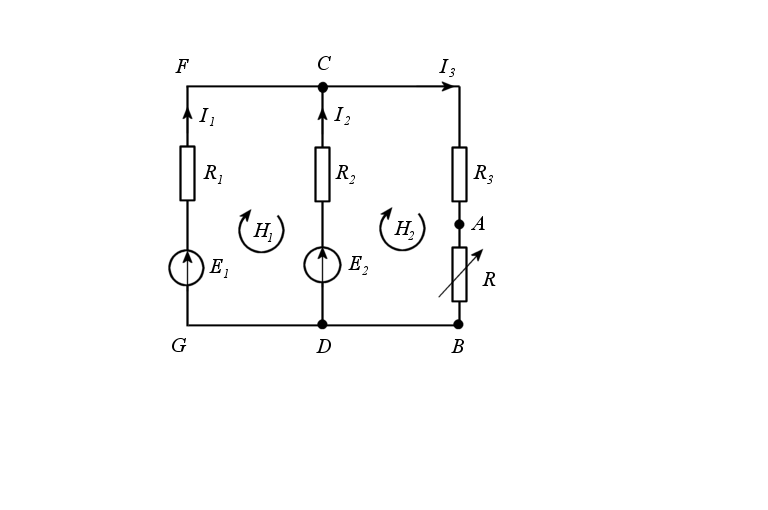 F C I₃
I₁ I₂
R₁ R₂ R₃
H₁ H₂ A
E₁ E₂ R
G D B